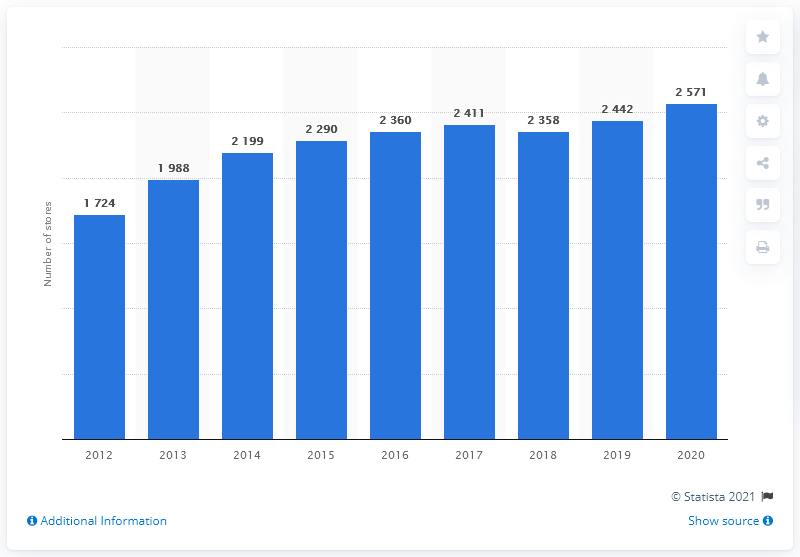 2 571
2 442
2 411
2 360
2 358
2 290
2 199
1 988
1 724
Number of stores
2012 2013 2014 2015 2016 2017 2018 2019 2020
© Statista 2021
Additional Information
Show source